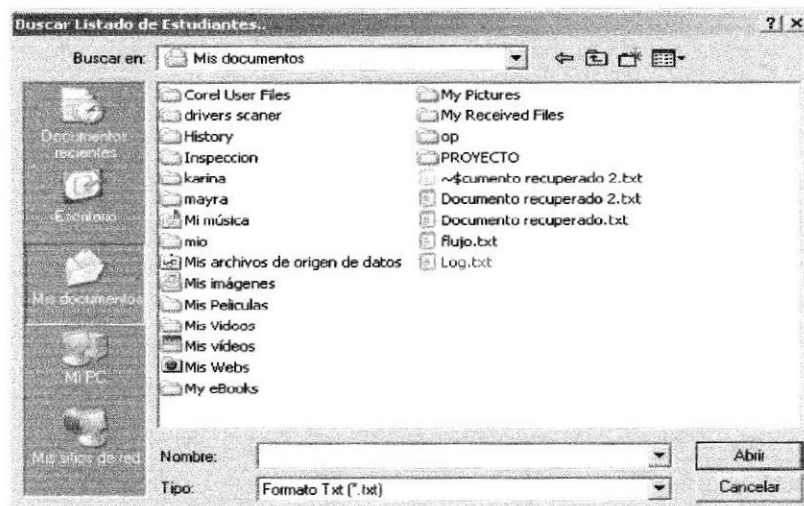 Buscar Listado de Estudiantes..
Buscar en: Mis documentos
Documentos recientes
Escritorio
Mis documentos
Mi PC
Mis sitios de red
Corel User Files
drivers scaner
History
Inspeccion
karina
mayra
Mi música
mio
Mis archivos de origen de datos
Mis imágenes
Mis Peliculas
Mis Videos
Mis vídeos
Mis Webs
My eBooks
My Pictures
My Received Files
op
PROYECTO
~$cumento recuperado 2.txt
Documento recuperado 2.txt
Documento recuperado.txt
flujo.txt
Log.txt
Nombre:
Abrir
Tipo: Formato Txt (*.txt)
Cancelar